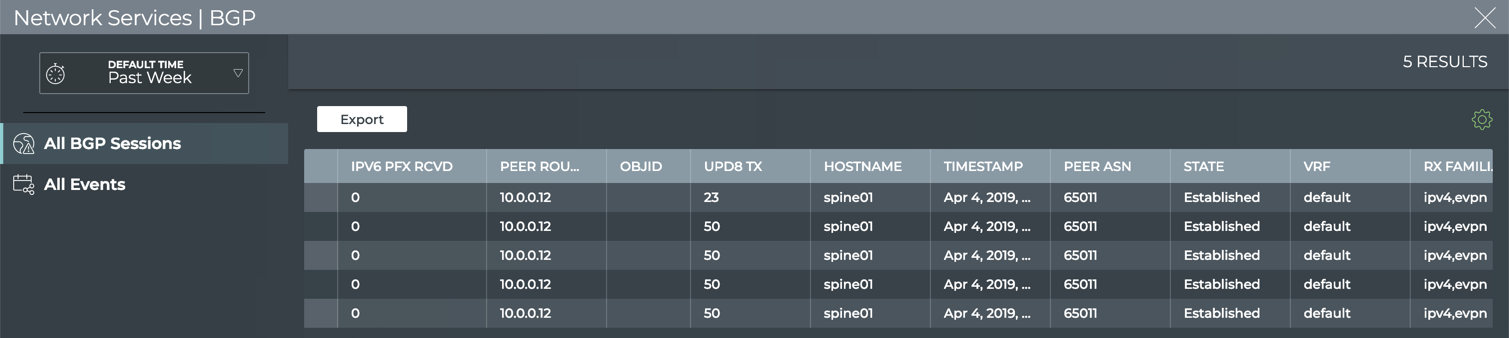 Network Services | BGP
DEFAULT TIME
Past Week
5 RESULTS
All BGP Sessions
All Events
Export
IPV6 PFX RCVD PEER ROU... OBJID UPD8 TX HOSTNAME TIMESTAMP PEER ASN STATE VRF RX FAMILI...
0 10.0.0.12 23 spine01 Apr 4, 2019, ... 65011 Established default ipv4,evpn
0 10.0.0.12 50 spine01 Apr 4, 2019, ... 65011 Established default ipv4,evpn
0 10.0.0.12 50 spine01 Apr 4, 2019, ... 65011 Established default ipv4,evpn
0 10.0.0.12 50 spine01 Apr 4, 2019, ... 65011 Established default ipv4,evpn
0 10.0.0.12 50 spine01 Apr 4, 2019, ... 65011 Established default ipv4,evpn